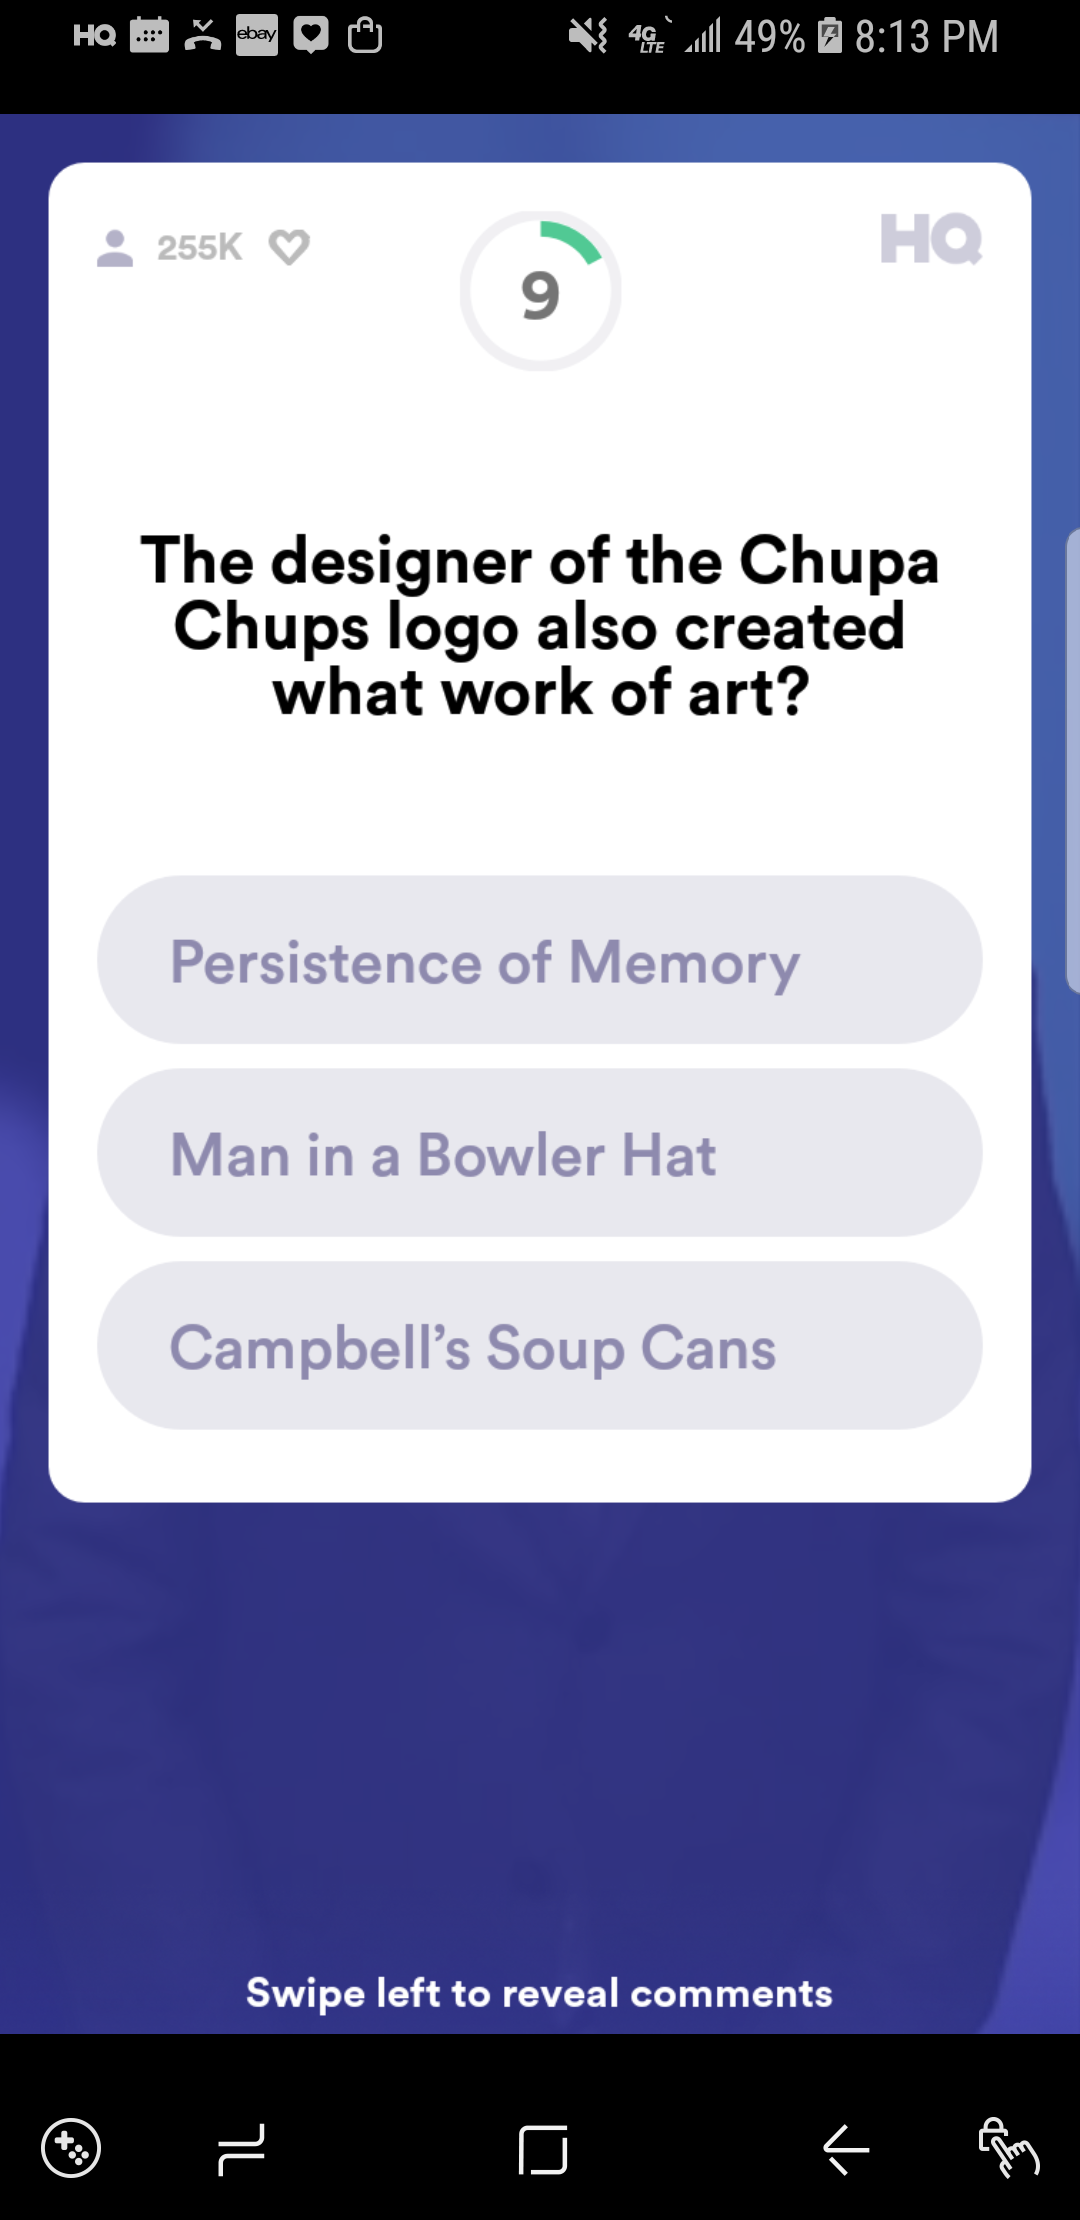 HQ ebay 4G LTE 49% 8:13 PM
255K 9 HQ
The designer of the Chupa
Chups logo also created
what work of art?
Persistence of Memory
Man in a Bowler Hat
Campbell’s Soup Cans
Swipe left to reveal comments